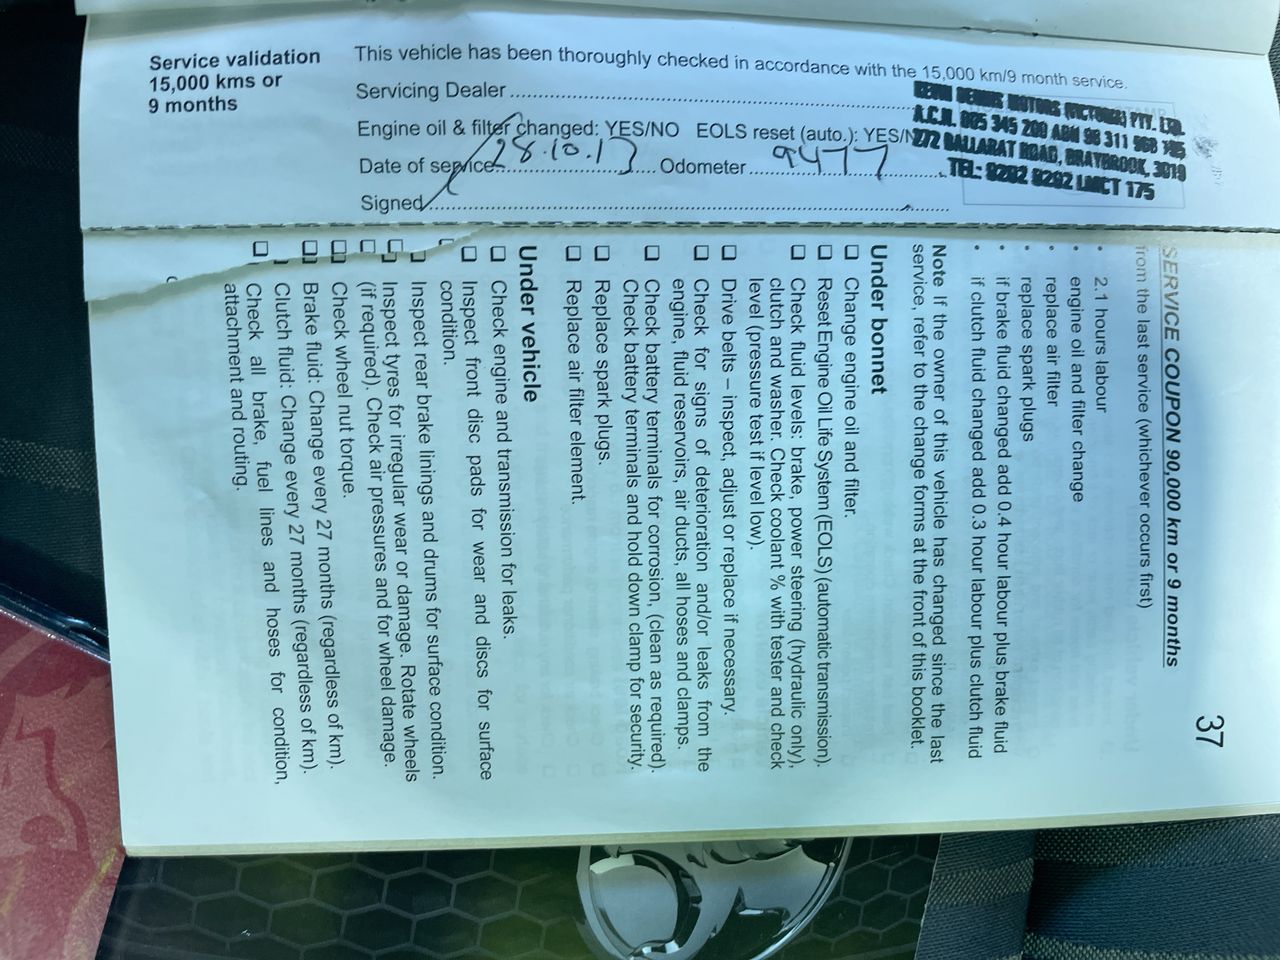 Service validation
15,000 kms or
9 months
This vehicle has been thoroughly checked in accordance with the 15,000 km/9 month service.
Servicing Dealer
Engine oil & filter changed: YES/NO EOLS reset (auto.): YES/N
Date of service 28.10.13 Odometer 9477
Signed
KEVIN DENNIS MOTORS (VICTORIA) PTY. LTD.
A.C.N. 005 345 200 ABN 311
272 BALLARAT ROAD, BRAYBROOK, 3019
TEL: 9282 8282 LMCT 175
37
SERVICE COUPON 90,000 km or 9 months
from the last service (whichever occurs first)
• 2.1 hours labour
• engine oil and filter change
• replace air filter
• replace spark plugs
• if brake fluid changed add 0.4 hour labour plus brake fluid
• if clutch fluid changed add 0.3 hour labour plus clutch fluid
Note If the owner of this vehicle has changed since the last
service, refer to the change forms at the front of this booklet.
Under bonnet
Change engine oil and filter.
Reset Engine Oil Life System (EOLS) (automatic transmission).
Check fluid levels: brake, power steering (hydraulic only),
clutch and washer. Check coolant % with tester and check
level (pressure test if level low).
Drive belts – inspect, adjust or replace if necessary.
Check for signs of deterioration and/or leaks from the
engine, fluid reservoirs, air ducts, all hoses and clamps.
Check battery terminals for corrosion, (clean as required).
Check battery terminals and hold down clamp for security.
Replace spark plugs.
Replace air filter element.
Under vehicle
Check engine and transmission for leaks.
Inspect front disc pads for wear and discs for surface
condition.
Inspect rear brake linings and drums for surface condition.
Inspect tyres for irregular wear or damage. Rotate wheels
(if required), Check air pressures and for wheel damage.
Check wheel nut torque.
Brake fluid: Change every 27 months (regardless of km).
Clutch fluid: Change every 27 months (regardless of km).
Check all brake, fuel lines and hoses for condition,
attachment and routing.